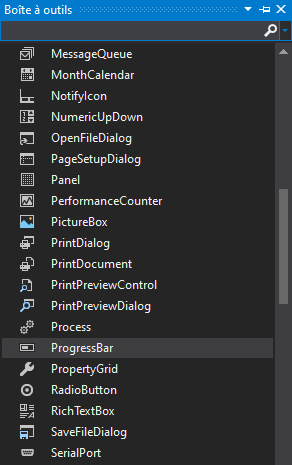 Boîte à outils
MessageQueue
MonthCalendar
NotifyIcon
NumericUpDown
OpenFileDialog
PageSetupDialog
Panel
PerformanceCounter
PictureBox
PrintDialog
PrintDocument
PrintPreviewControl
PrintPreviewDialog
Process
ProgressBar
PropertyGrid
RadioButton
RichTextBox
SaveFileDialog
SerialPort